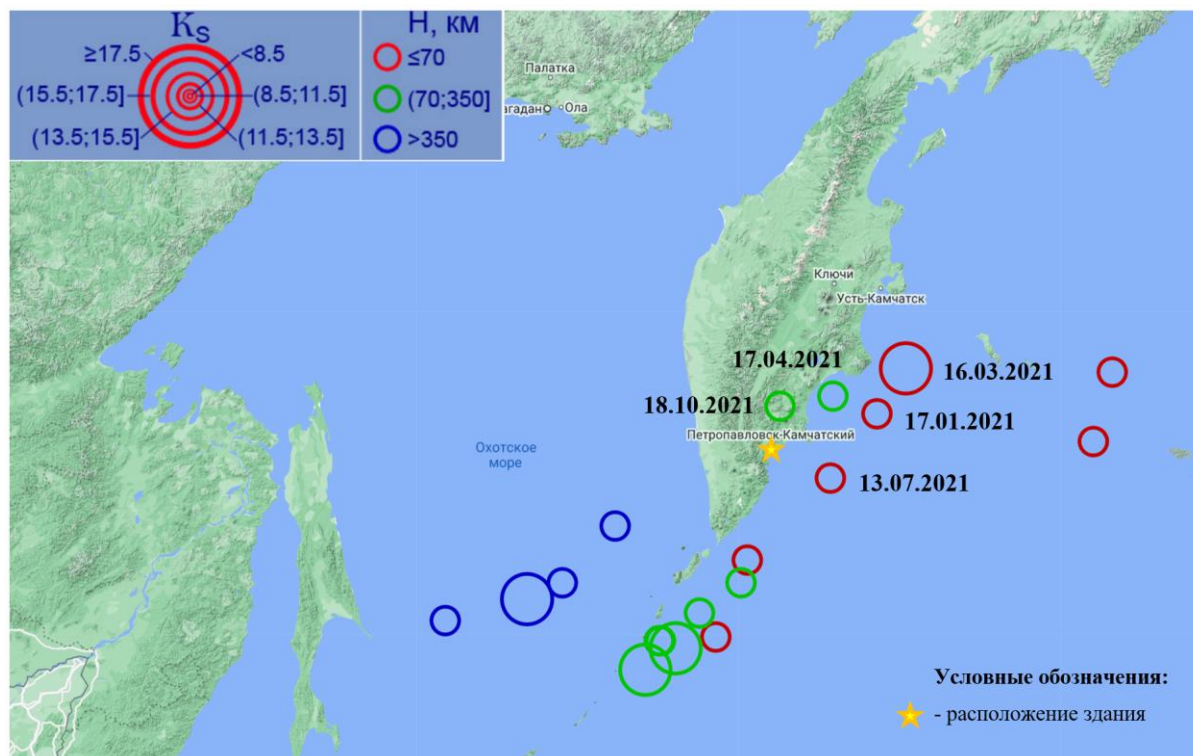 Ks
≥17.5
<8.5
(15.5;17.5]
(8.5;11.5]
(13.5;15.5]
(11.5;13.5]
H, км
≤70
(70;350]
>350
Палатка
агадан
Ола
Ключи
Усть-Камчатск
17.04.2021
16.03.2021
18.10.2021
17.01.2021
Петропавловск-Камчатский
Охотское
море
13.07.2021
Условные обозначения:
- расположение здания